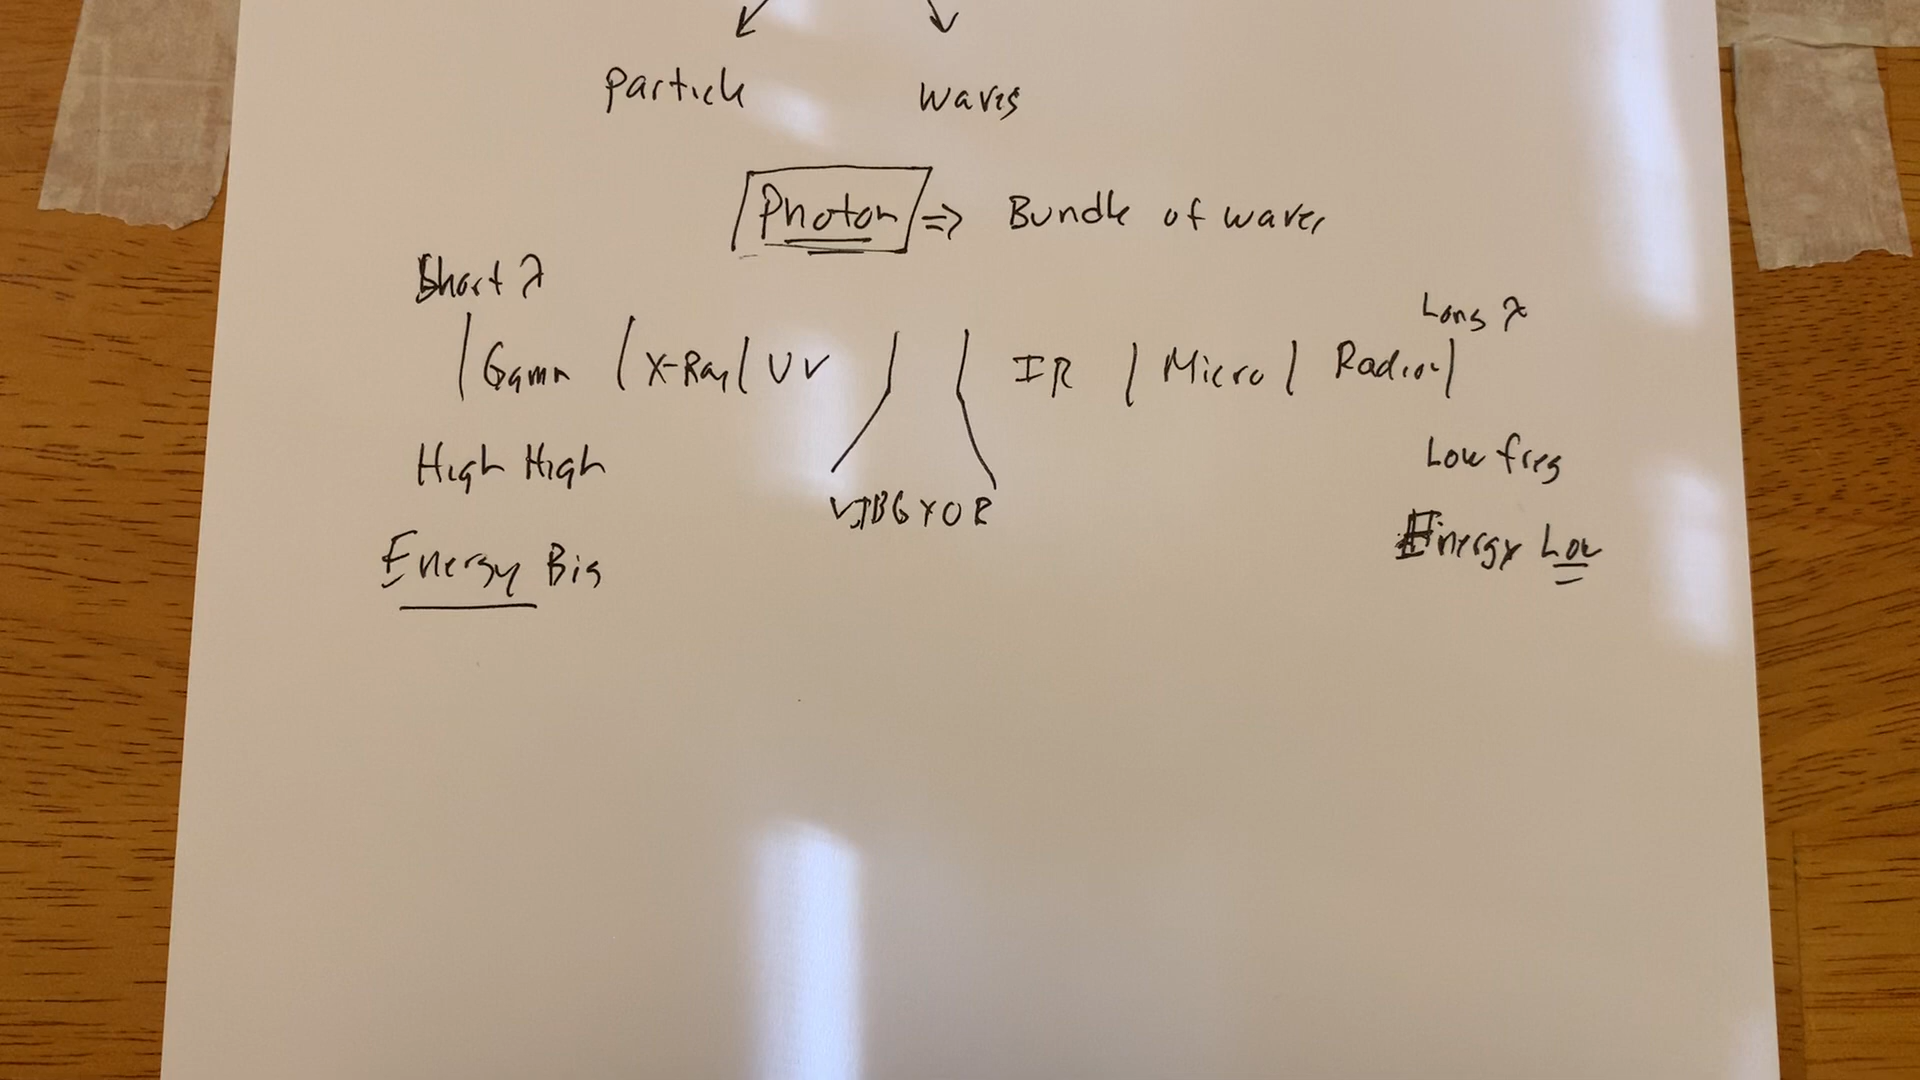 Particle Waves
Photon => Bundle of waves
Short λ Long λ
|Gamm |X-Ray| UV | | IR | Micro | Radio|
High High Low freq
VIBGYOR
Energy Big Energy Low